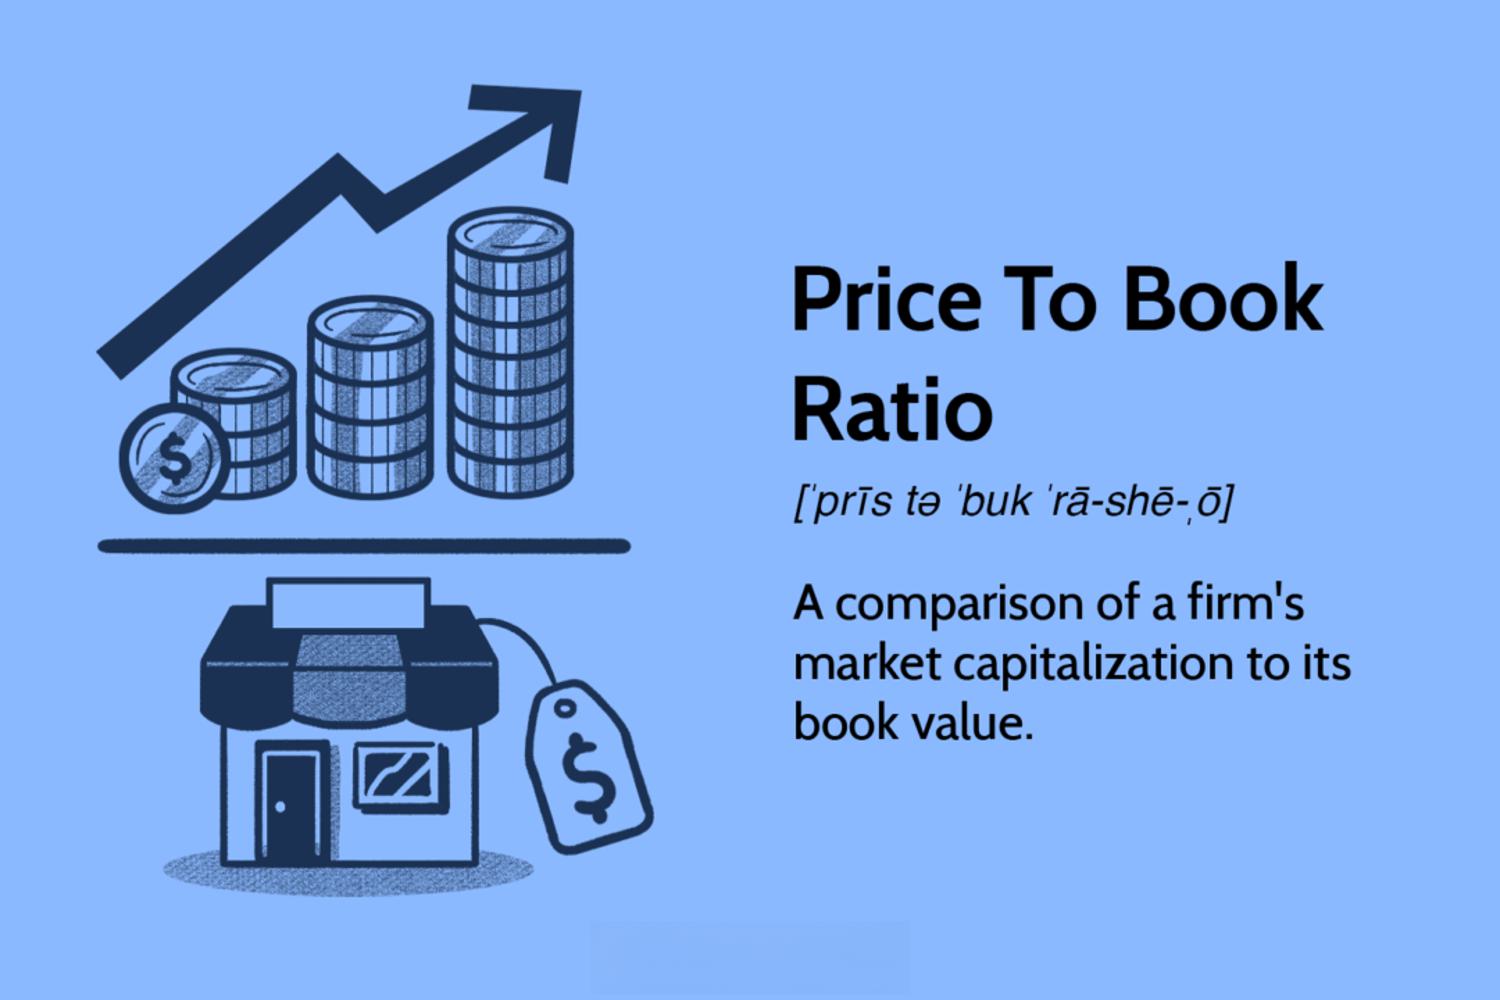 Price To Book
Ratio
[ˈprīs tə ˈbuk ˈrā-shē-ˌō]
A comparison of a firm's
market capitalization to its
book value.
$
$